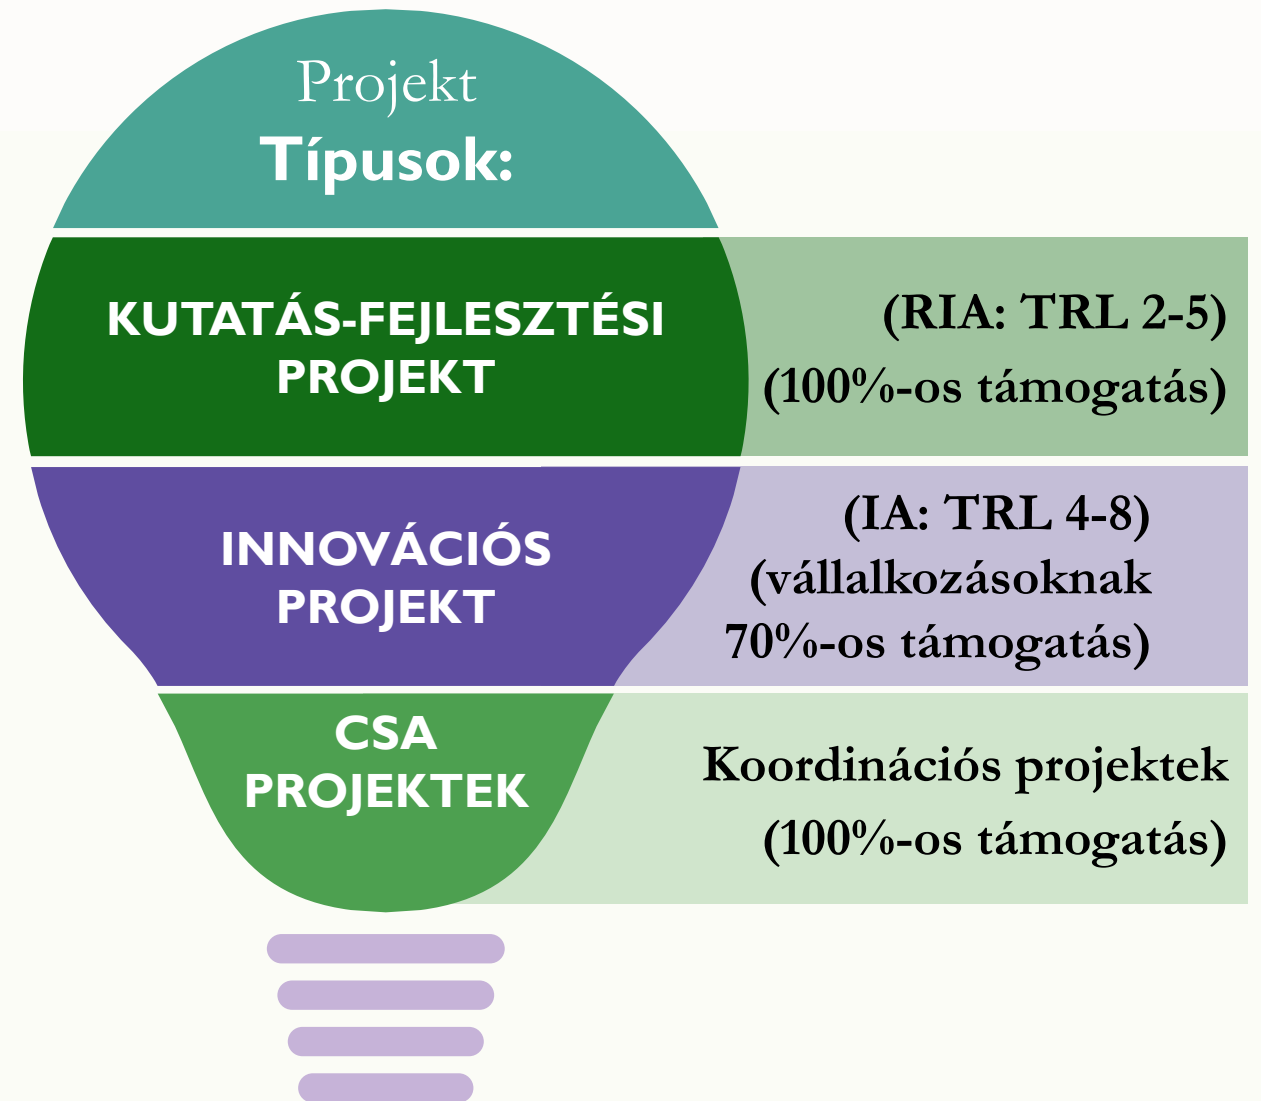 Projekt
Típusok:
KUTATÁS-FEJLESZTÉSI
PROJEKT
(RIA: TRL 2-5)
(100%-os támogatás)
INNOVÁCIÓS
PROJEKT
(IA: TRL 4-8)
(vállalkozásoknak
70%-os támogatás)
CSA
PROJEKTEK
Koordinációs projektek
(100%-os támogatás)